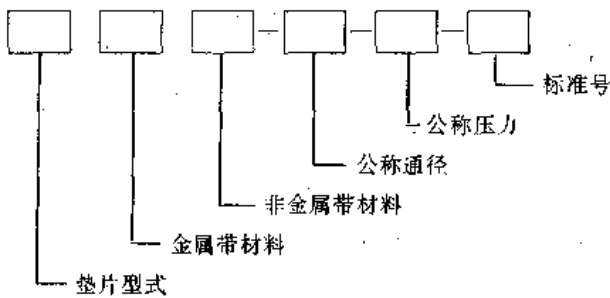 标准号
公称压力
公称通径
非金属带材料
金属带材料
垫片型式